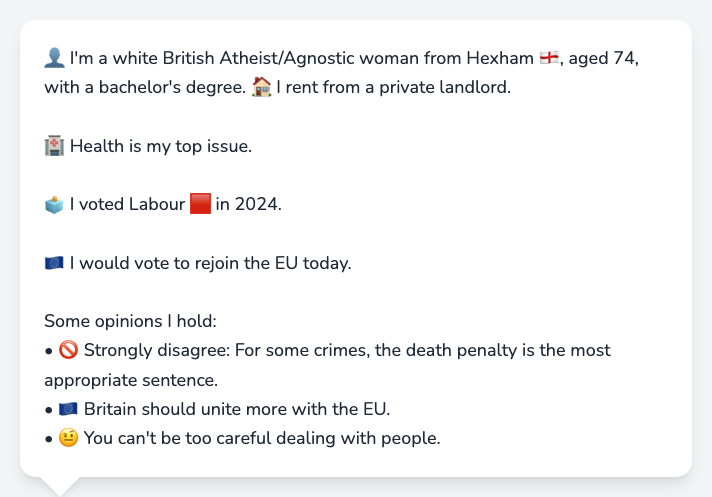 👤 I'm a white British Atheist/Agnostic woman from Hexham 🏴󠁧󠁢󠁥󠁮󠁧󠁿, aged 74,
with a bachelor's degree. 🏠 I rent from a private landlord.
🏥 Health is my top issue.
🗳️ I voted Labour 🟥 in 2024.
🇪🇺 I would vote to rejoin the EU today.
Some opinions I hold:
• 🚫 Strongly disagree: For some crimes, the death penalty is the most
appropriate sentence.
• 🇪🇺 Britain should unite more with the EU.
• 🤨 You can't be too careful dealing with people.